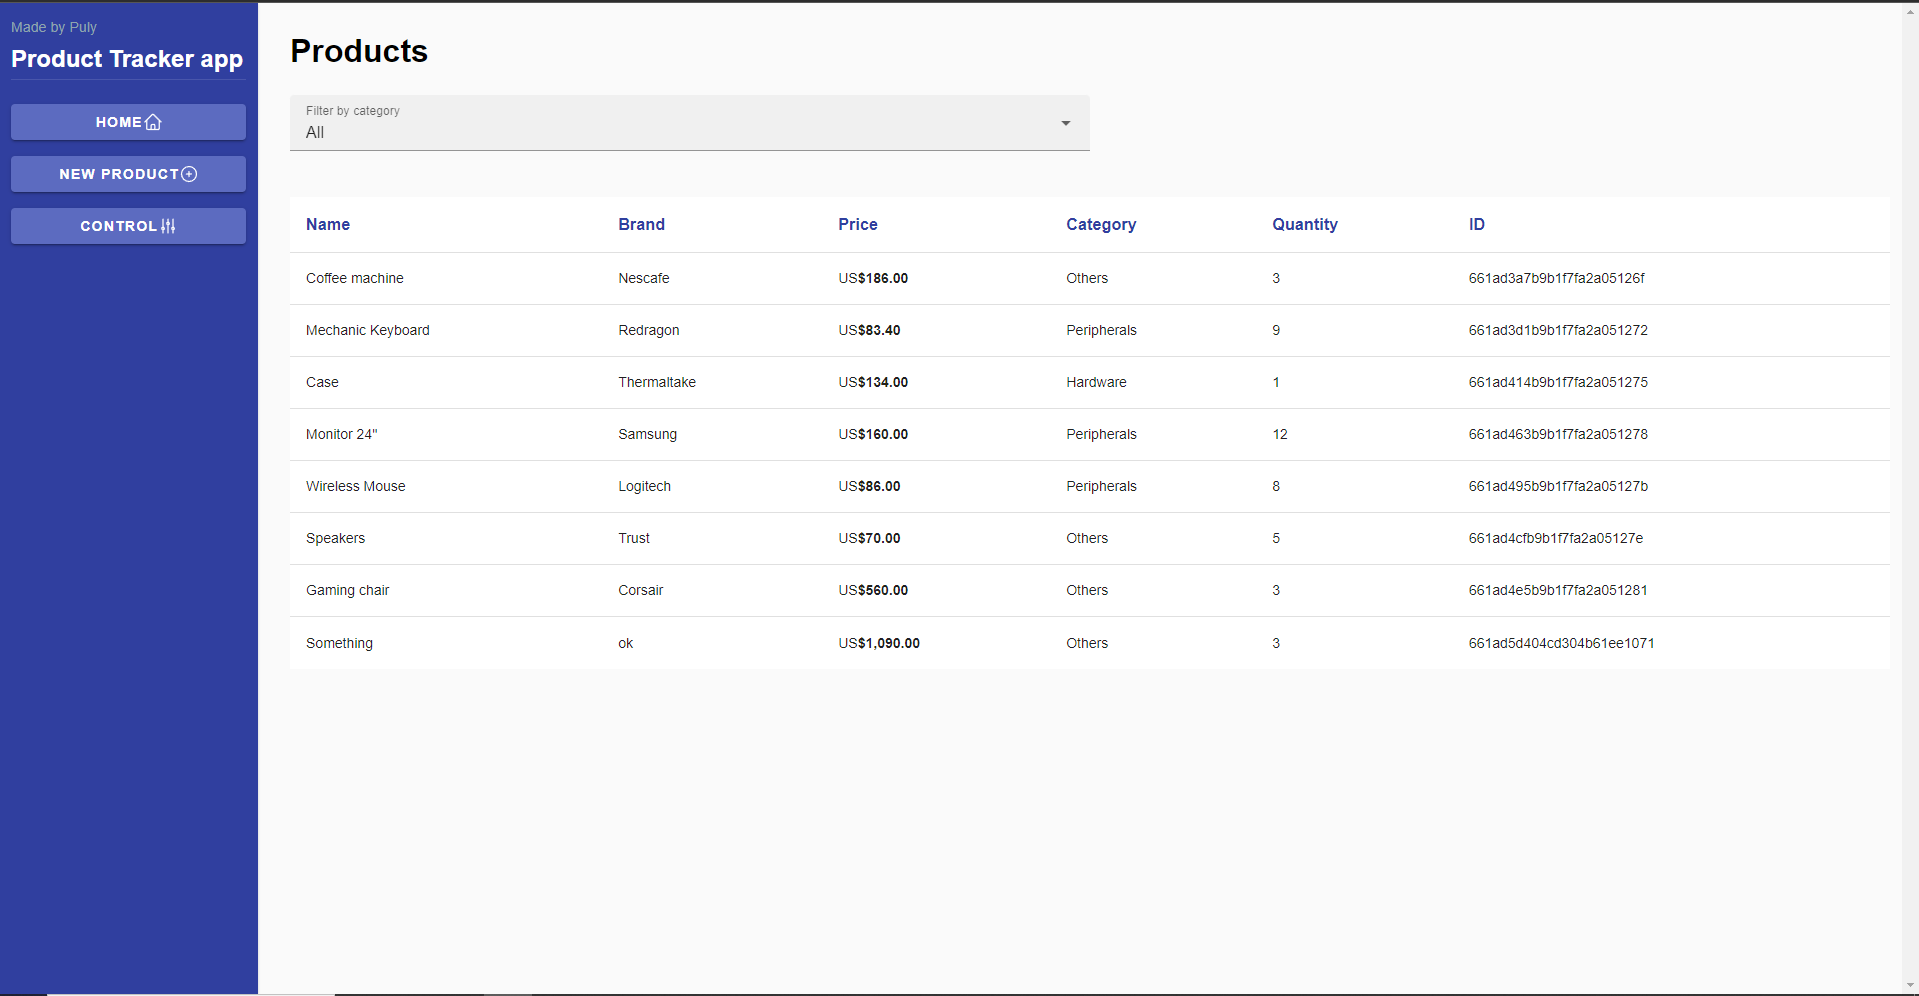 Made by Puly
Product Tracker app
HOME
NEW PRODUCT
CONTROL
Products
Filter by category
All
Name Brand Price Category Quantity ID
Coffee machine Nescafe US$186.00 Others 3 661ad3a7b9b1f7fa2a05126f
Mechanic Keyboard Redragon US$83.40 Peripherals 9 661ad3d1b9b1f7fa2a051272
Case Thermaltake US$134.00 Hardware 1 661ad414b9b1f7fa2a051275
Monitor 24" Samsung US$160.00 Peripherals 12 661ad463b9b1f7fa2a051278
Wireless Mouse Logitech US$86.00 Peripherals 8 661ad495b9b1f7fa2a05127b
Speakers Trust US$70.00 Others 5 661ad4cfb9b1f7fa2a05127e
Gaming chair Corsair US$560.00 Others 3 661ad4e5b9b1f7fa2a051281
Something ok US$1,090.00 Others 3 661ad5d404cd304b61ee1071